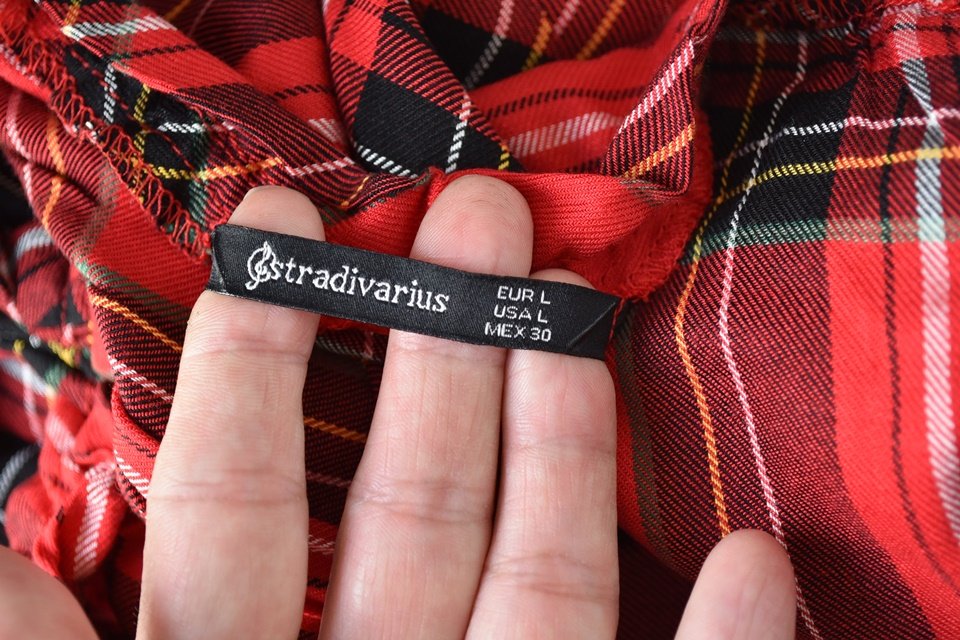 stradivarius
EUR L
USA L
MEX 30